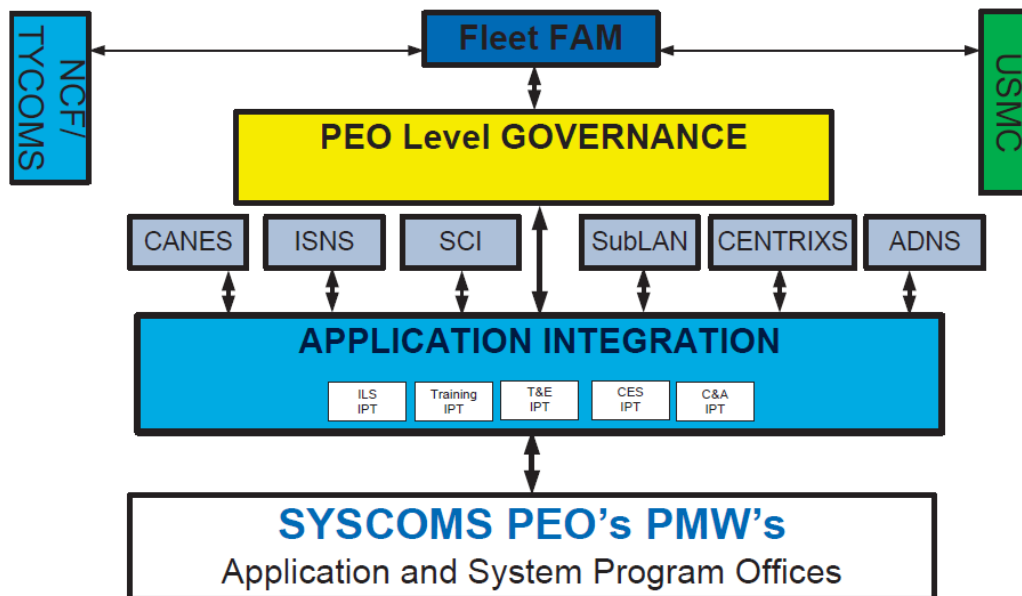 NCF/
TYCOMS
Fleet FAM
USMC
PEO Level GOVERNANCE
CANES
ISNS
SCI
SubLAN
CENTRIXS
ADNS
APPLICATION INTEGRATION
ILS
IPT
Training
IPT
T&E
IPT
CES
IPT
C&A
IPT
SYSCOMS PEO's PMW's
Application and System Program Offices